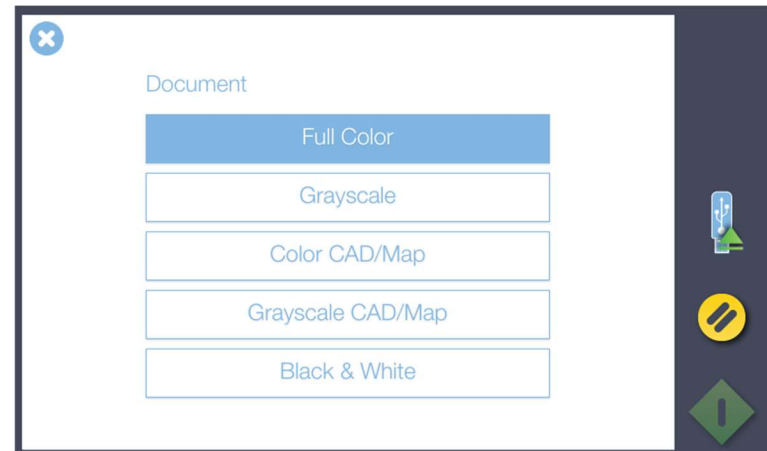 Document
Full Color
Grayscale
Color CAD/Map
Grayscale CAD/Map
Black & White